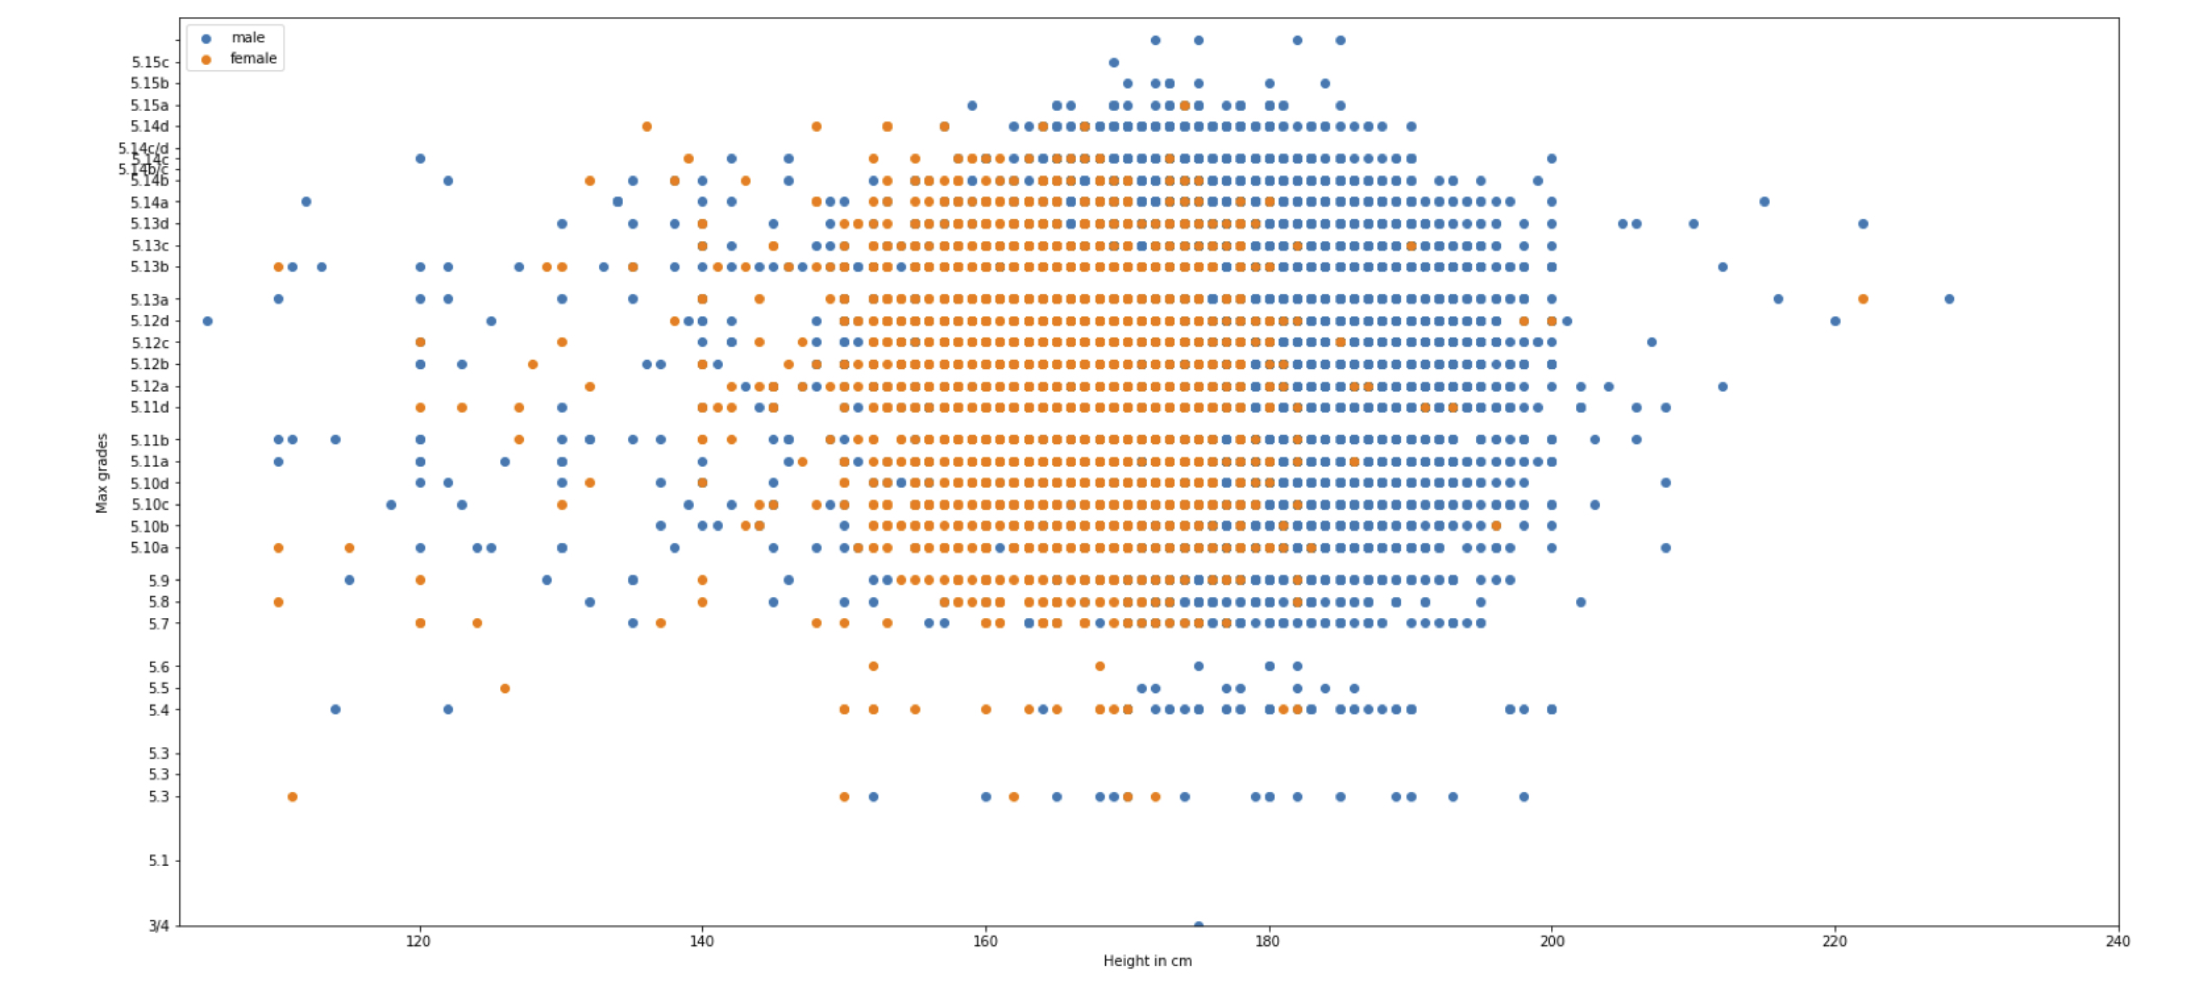 male
female
5.15c
5.15b
5.15a
5.14d
5.14c/d
5.14c
5.14b/c
5.14b
5.14a
5.13d
5.13c
5.13b
5.13a
5.12d
5.12c
5.12b
5.12a
5.11d
5.11b
5.11a
5.10d
5.10c
5.10b
5.10a
5.9
5.8
5.7
5.6
5.5
5.4
5.3
5.3
5.3
5.1
3/4
Max grades
120 140 160 180 200 220 240
Height in cm